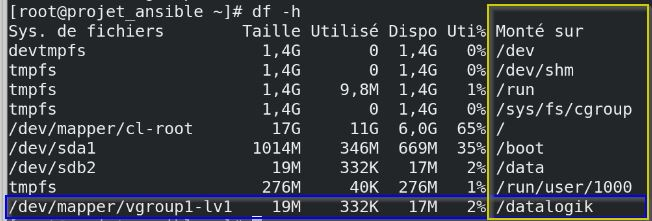 [root@projet_ansible ~]# df -h
Sys. de fichiers Taille Utilisé Dispo Uti% Monté sur
devtmpfs 1,4G 0 1,4G 0% /dev
tmpfs 1,4G 0 1,4G 0% /dev/shm
tmpfs 1,4G 9,8M 1,4G 1% /run
tmpfs 1,4G 0 1,4G 0% /sys/fs/cgroup
/dev/mapper/cl-root 17G 11G 6,0G 65% /
/dev/sda1 1014M 346M 669M 35% /boot
/dev/sdb2 19M 332K 17M 2% /data
tmpfs 276M 40K 276M 1% /run/user/1000
/dev/mapper/vgroup1-lv1 19M 332K 17M 2% /datalogik